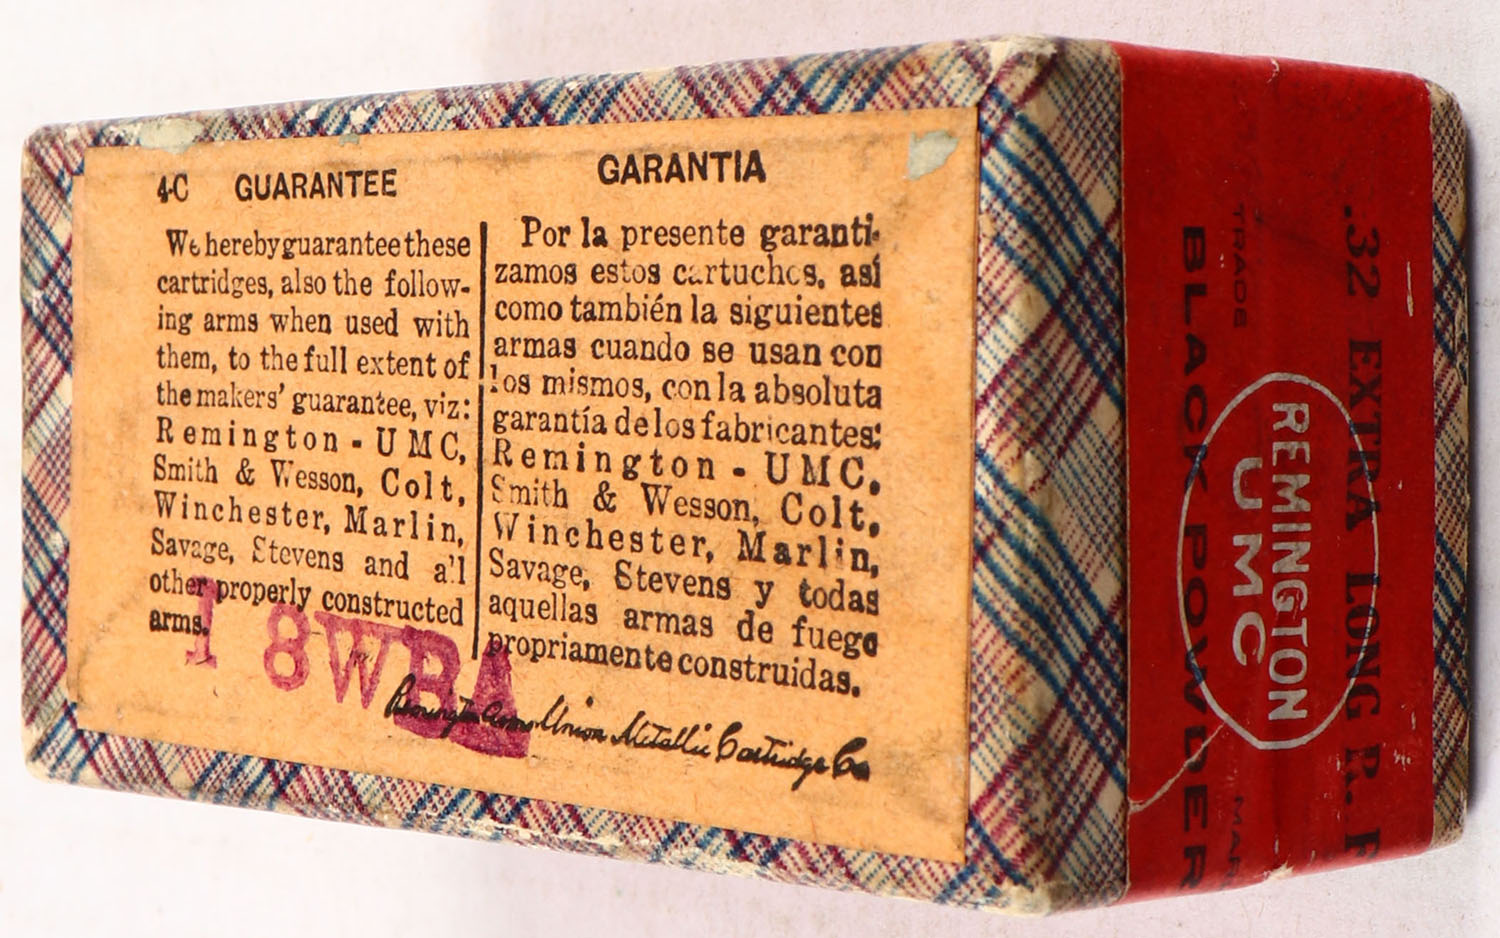 4-C GUARANTEE
We hereby guarantee these
cartridges, also the follow-
ing arms when used with
them, to the full extent of
the makers' guarantee, viz:
Remington - UMC,
Smith & Wesson, Colt,
Winchester, Marlin,
Savage, Stevens and all
other properly constructed
arms.
GARANTIA
Por la presente garanti-
zamos estos cartuchos, así
como también la siguientes
armas cuando se usan con
los mismos, con la absoluta
garantía de los fabricantes:
Remington - UMC,
Smith & Wesson, Colt,
Winchester, Marlin,
Savage, Stevens y todas
aquellas armas de fuego
propriamente construidas.
I 8WBA
Remington Arms Union Metallic Cartridge Co
.32 EXTRA LONG R. F
TRADE MARK
REMINGTON
UMC
BLACK POWDER